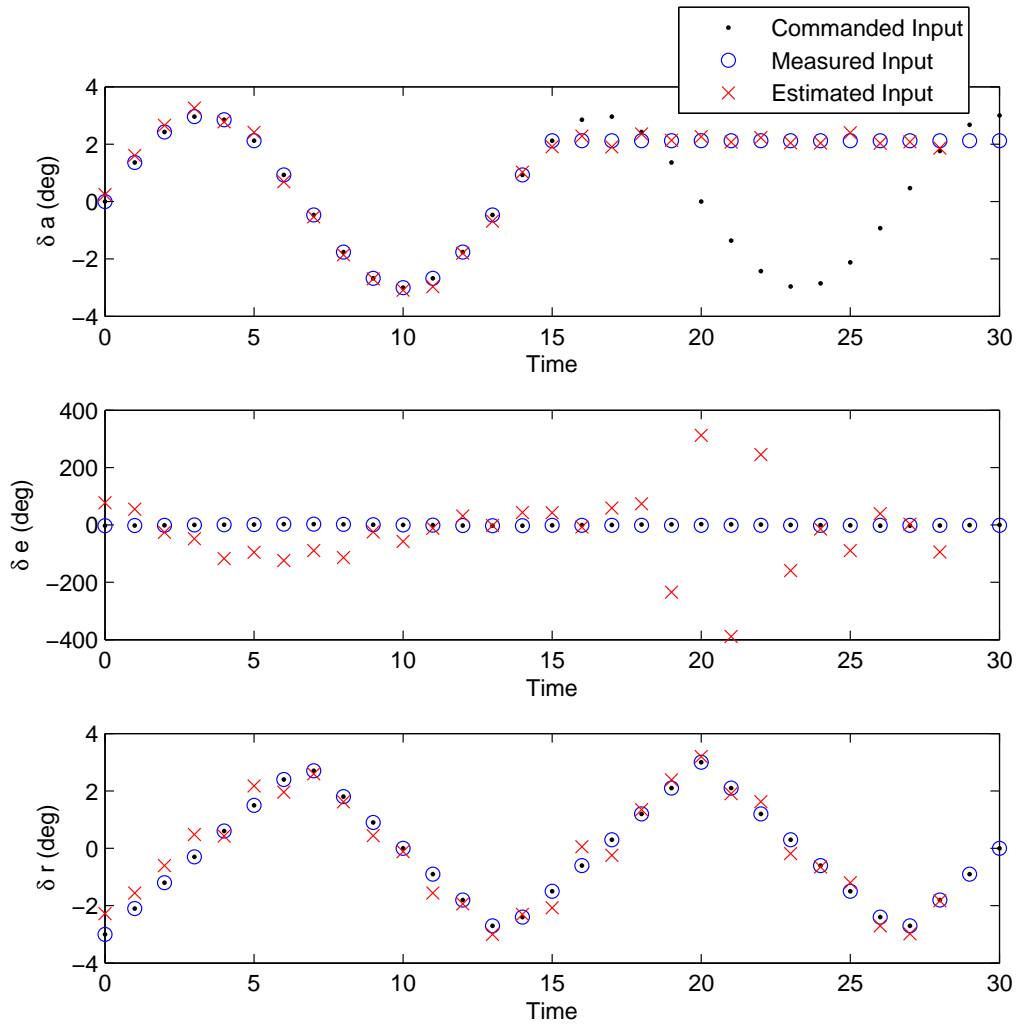 Commanded Input
Measured Input
Estimated Input
4
2
0
−2
−4
δ a (deg)
0 5 10 15 20 25 30
Time
400
200
0
−200
−400
δ e (deg)
0 5 10 15 20 25 30
Time
4
2
0
−2
−4
δ r (deg)
0 5 10 15 20 25 30
Time